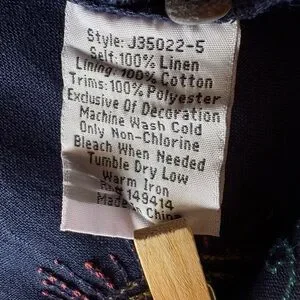 Style: J35022-5
Self: 100% Linen
Lining: 100% Cotton
Trims: 100% Polyester
Exclusive Of Decoration
Machine Wash Cold
Only Non-Chlorine
Bleach When Needed
Tumble Dry Low
Warm Iron
149414
Made in China